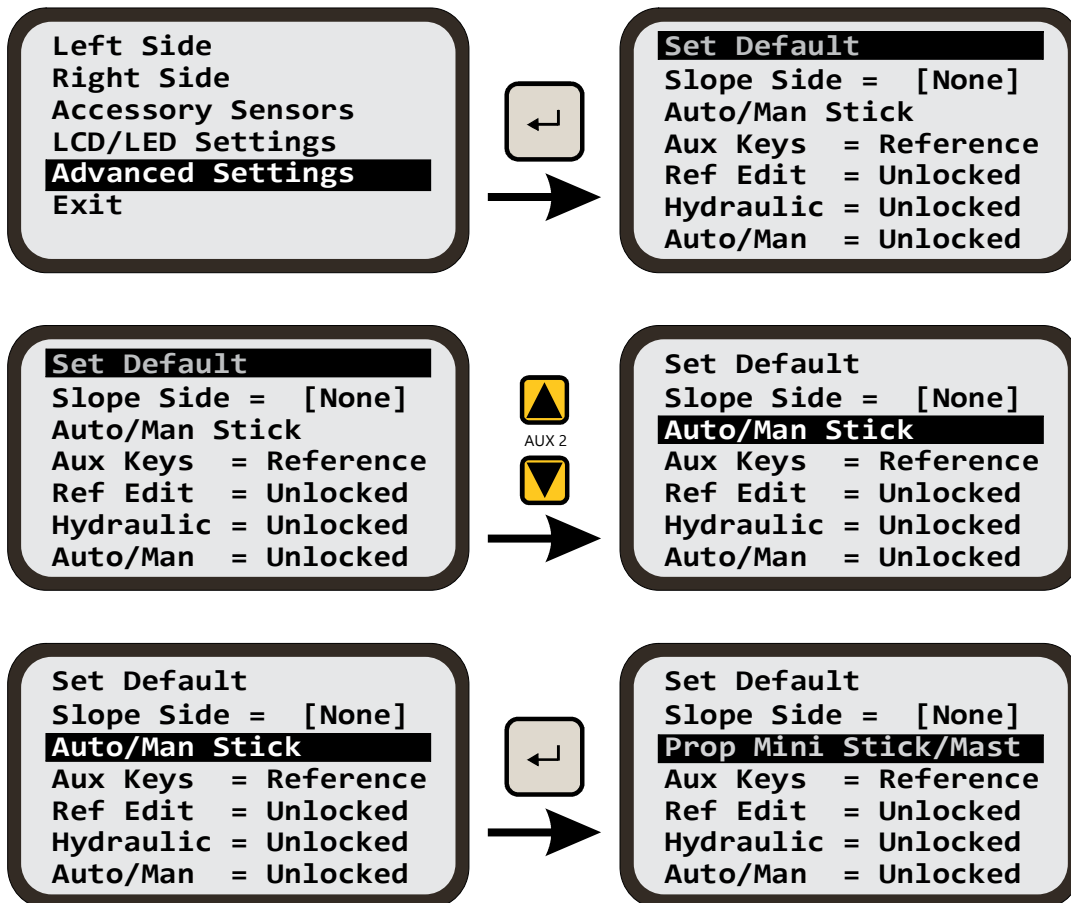 Left Side
Right Side
Accessory Sensors
LCD/LED Settings
Advanced Settings
Exit
Set Default
Slope Side =  [None]
Auto/Man Stick
Aux Keys  = Reference
Ref Edit  = Unlocked
Hydraulic = Unlocked
Auto/Man  = Unlocked
Set Default
Slope Side =  [None]
Auto/Man Stick
Aux Keys  = Reference
Ref Edit  = Unlocked
Hydraulic = Unlocked
Auto/Man  = Unlocked
AUX 2
Set Default
Slope Side =  [None]
Auto/Man Stick
Aux Keys  = Reference
Ref Edit  = Unlocked
Hydraulic = Unlocked
Auto/Man  = Unlocked
Set Default
Slope Side =  [None]
Auto/Man Stick
Aux Keys  = Reference
Ref Edit  = Unlocked
Hydraulic = Unlocked
Auto/Man  = Unlocked
Set Default
Slope Side =  [None]
Prop Mini Stick/Mast
Aux Keys  = Reference
Ref Edit  = Unlocked
Hydraulic = Unlocked
Auto/Man  = Unlocked